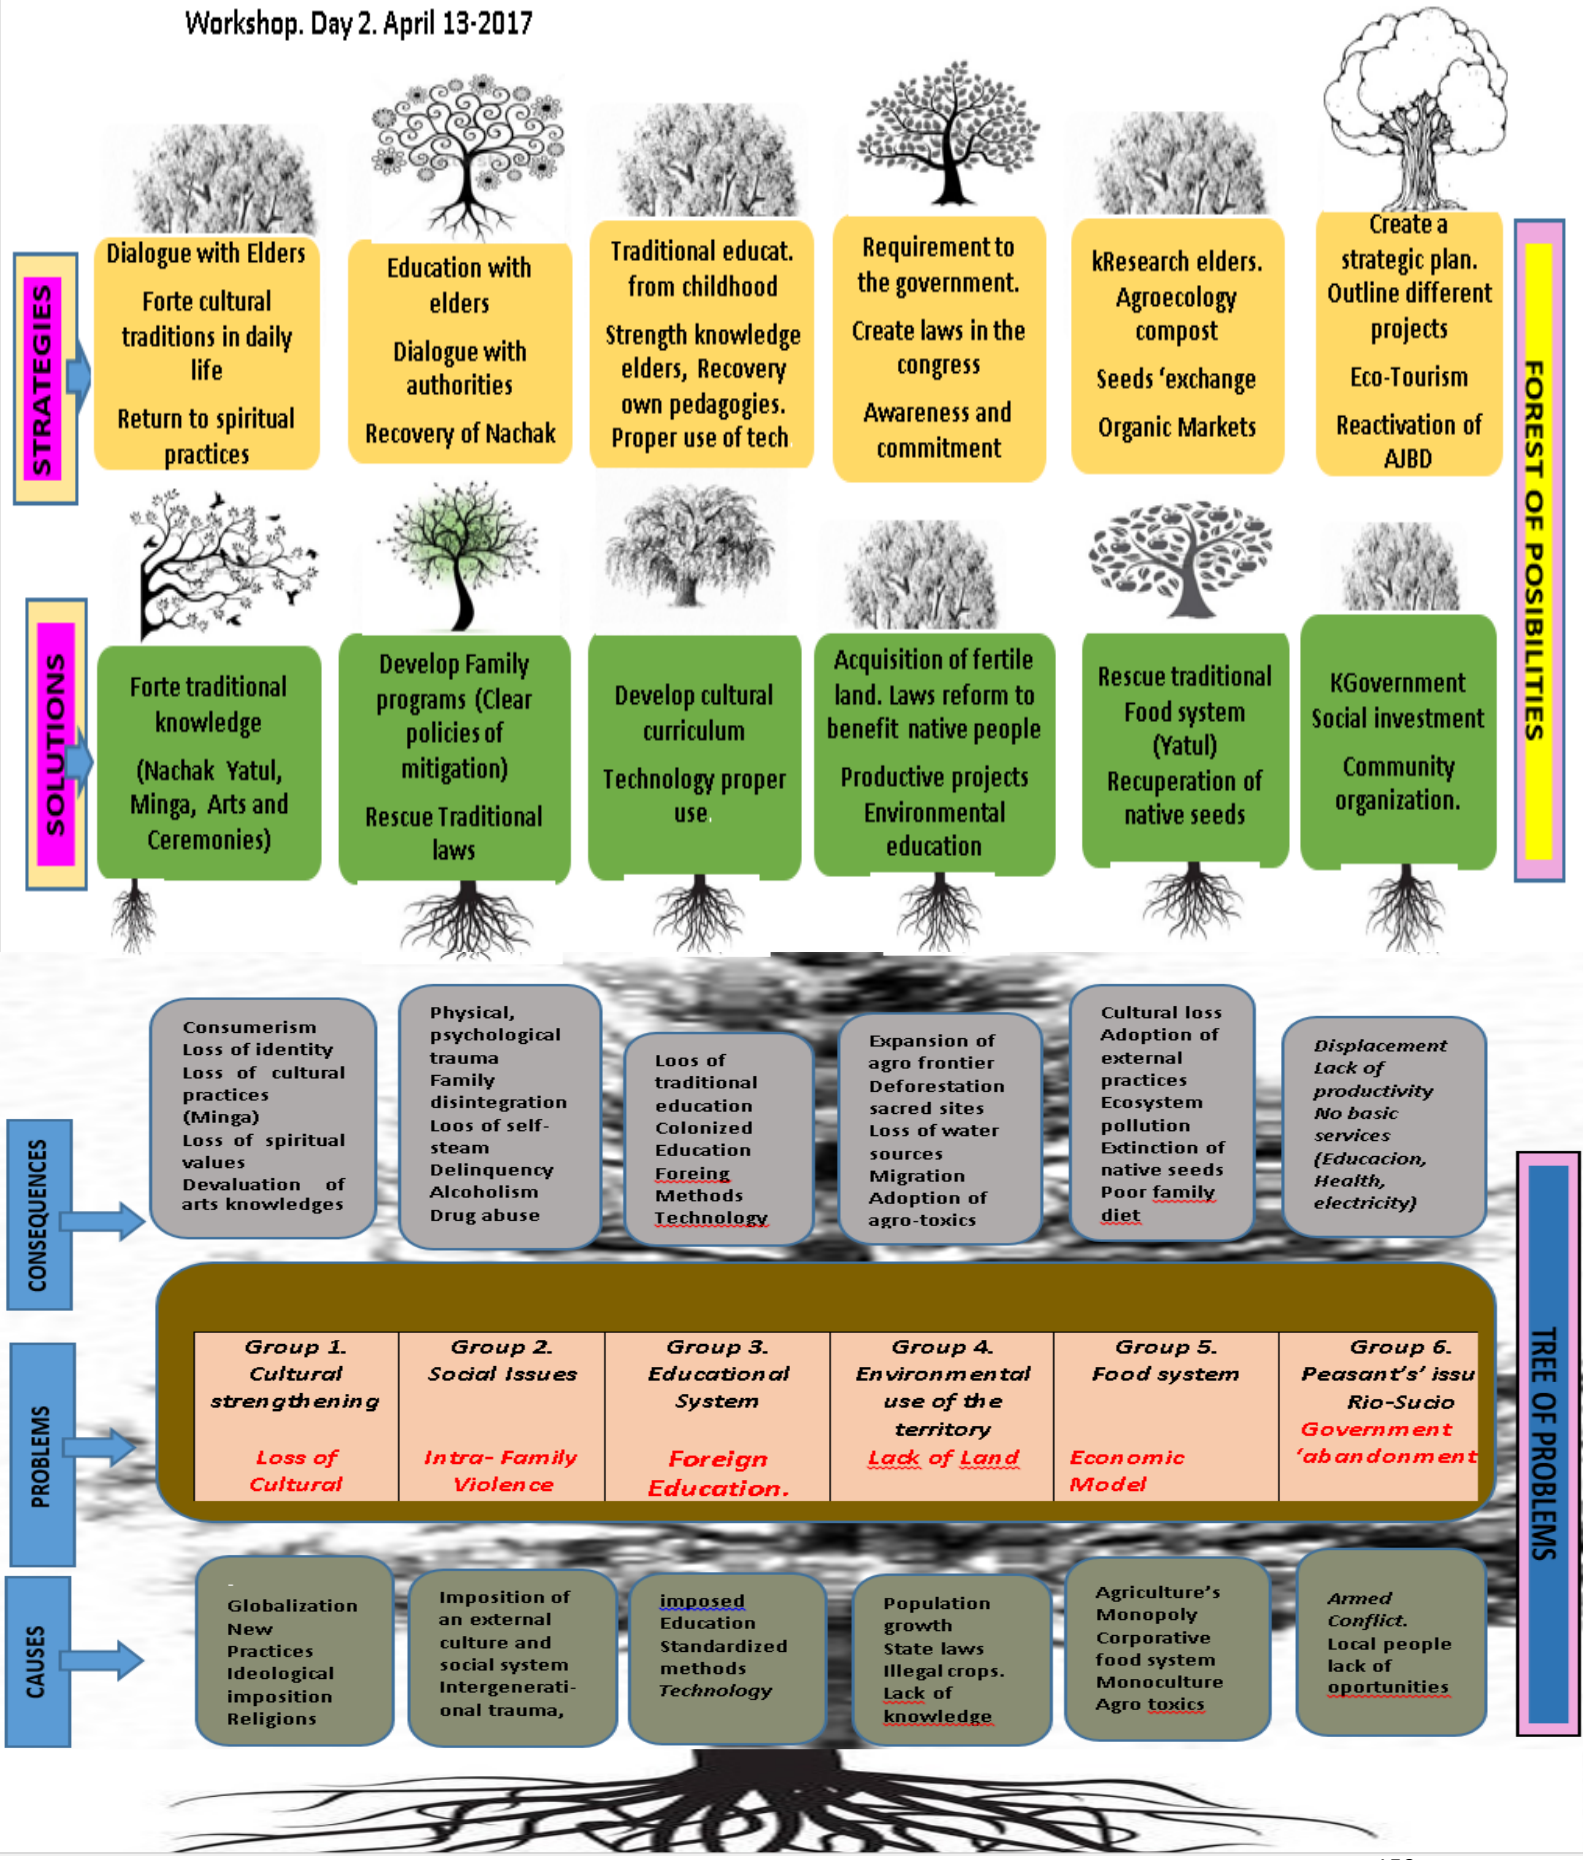 Workshop. Day 2. April 13-2017
STRATEGIES
Dialogue with Elders
Forte cultural
traditions in daily
life
Return to spiritual
practices
Education with
elders
Dialogue with
authorities
Recovery of Nachak
Traditional educat.
from childhood
Strength knowledge
elders, Recovery
own pedagogies.
Proper use of tech.
Requirement to
the government.
Create laws in the
congress
Awareness and
commitment
kResearch elders.
Agroecology
compost
Seeds ‘exchange
Organic Markets
Create a
strategic plan.
Outline different
projects
Eco-Tourism
Reactivation of
AJBD
FOREST OF POSIBILITIES
SOLUTIONS
Forte traditional
knowledge
(Nachak Yatul,
Minga, Arts and
Ceremonies)
Develop Family
programs (Clear
policies of
mitigation)
Rescue Traditional
laws
Develop cultural
curriculum
Technology proper
use.
Acquisition of fertile
land. Laws reform to
benefit native people
Productive projects
Environmental
education
Rescue traditional
Food system
(Yatul)
Recuperation of
native seeds
KGovernment
Social investment
Community
organization.
CONSEQUENCES
Consumerism
Loss of identity
Loss of cultural
practices
(Minga)
Loss of spiritual
values
Devaluation of
arts knowledges
Physical,
psychological
trauma
Family
disintegration
Loos of self-
steam
Delinquency
Alcoholism
Drug abuse
Loos of
traditional
education
Colonized
Education
Foreing
Methods
Technology
Expansion of
agro frontier
Deforestation
sacred sites
Loss of water
sources
Migration
Adoption of
agro-toxics
Cultural loss
Adoption of
external
practices
Ecosystem
pollution
Extinction of
native seeds
Poor family
diet
Displacement
Lack of
productivity
No basic
services
(Educacion,
Health,
electricity)
TREE OF PROBLEMS
PROBLEMS
Group 1.
Cultural
strengthening
Loss of
Cultural
Group 2.
Social Issues
Intra- Family
Violence
Group 3.
Educational
System
Foreign
Education.
Group 4.
Environmental
use of the
territory
Lack of Land
Group 5.
Food system
Economic
Model
Group 6.
Peasant’s’ issu
Rio-Sucio
Government
‘abandonment
CAUSES
-
Globalization
New
Practices
Ideological
imposition
Religions
Imposition of
an external
culture and
social system
Intergenerati-
onal trauma,
imposed
Education
Standardized
methods
Technology
Population
growth
State laws
Illegal crops.
Lack of
knowledge
Agriculture’s
Monopoly
Corporative
food system
Monoculture
Agro toxics
Armed
Conflict.
Local people
lack of
oportunities